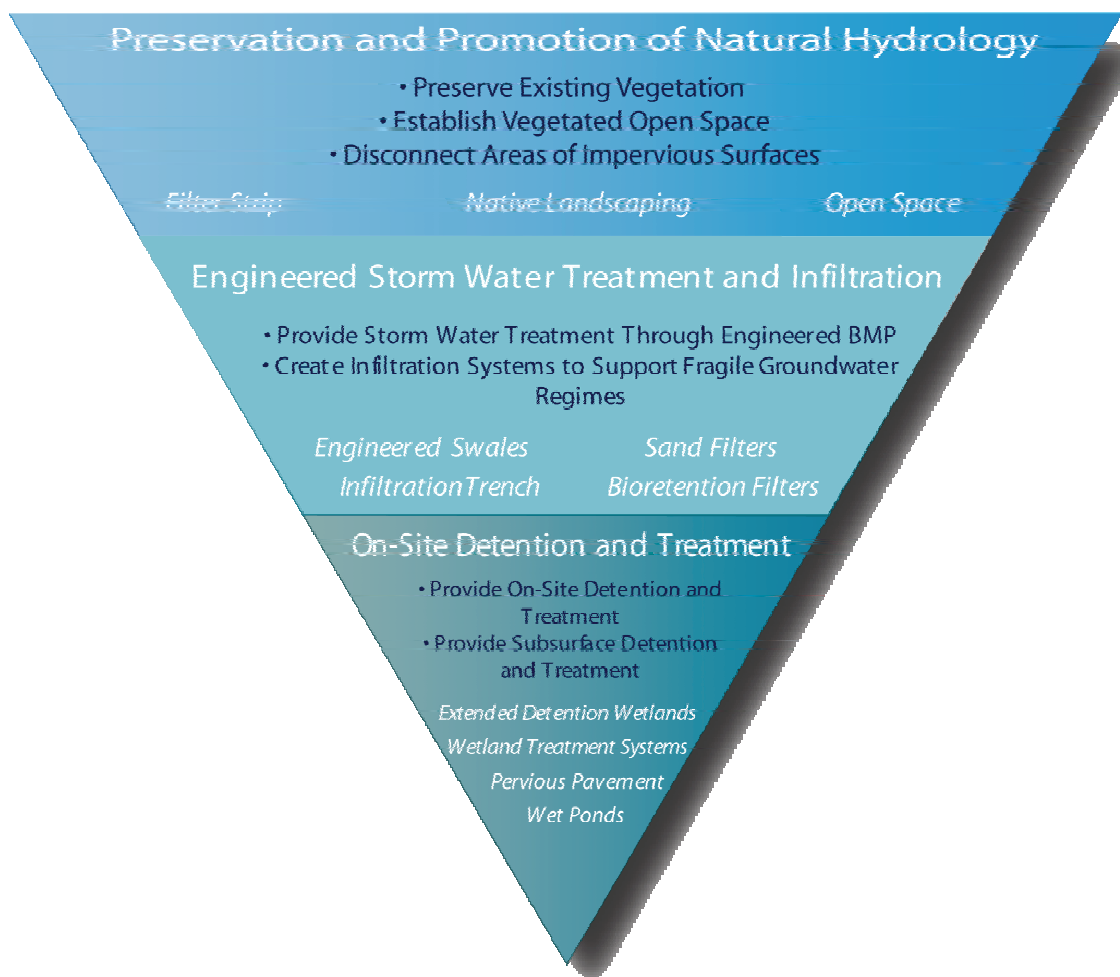 Preservation and Promotion of Natural Hydrology
• Preserve Existing Vegetation
• Establish Vegetated Open Space
• Disconnect Areas of Impervious Surfaces
Filter Strip Native Landscaping Open Space
Engineered Storm Water Treatment and Infiltration
• Provide Storm Water Treatment Through Engineered BMP
• Create Infiltration Systems to Support Fragile Groundwater
Regimes
Engineered Swales Sand Filters
Infiltration Trench Bioretention Filters
On-Site Detention and Treatment
• Provide On-Site Detention and
Treatment
• Provide Subsurface Detention
and Treatment
Extended Detention Wetlands
Wetland Treatment Systems
Pervious Pavement
Wet Ponds